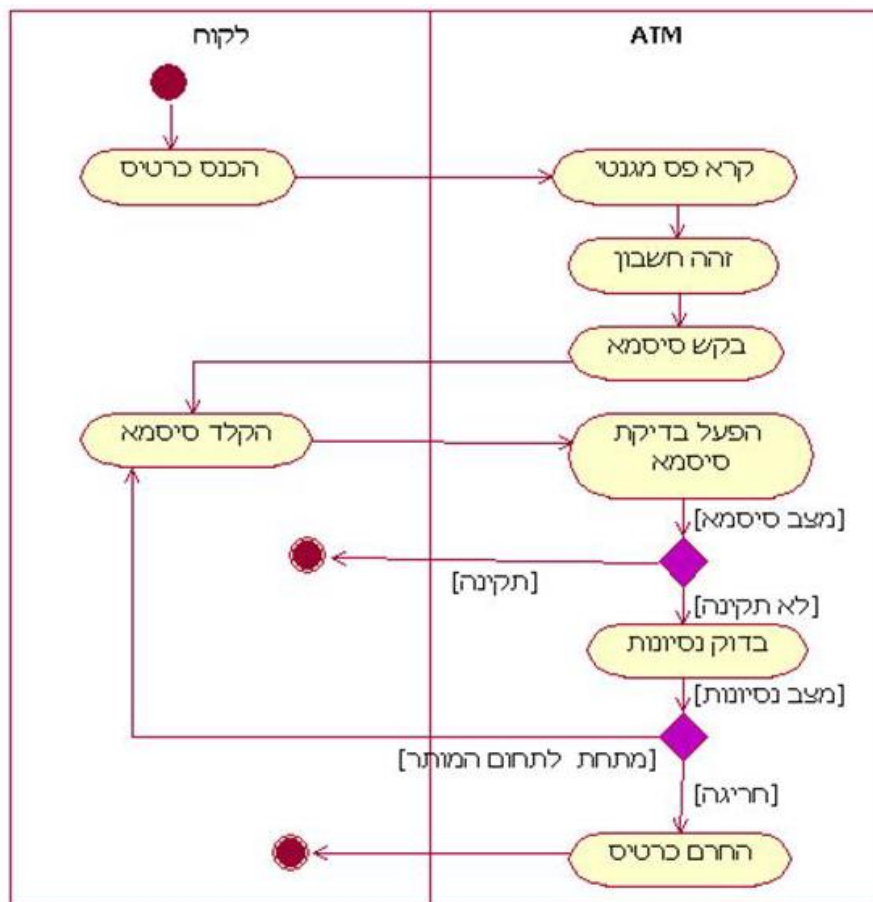 לקוח
ATM
הכנס כרטיס
קרא פס מגנטי
זהה חשבון
בקש סיסמא
הקלד סיסמא
הפעל בדיקת
סיסמא
[מצב סיסמא]
[תקינה]
[לא תקינה]
בדוק נסיונות
[מצב נסיונות]
[מתחת לתחום המותר]
[חריגה]
החרם כרטיס